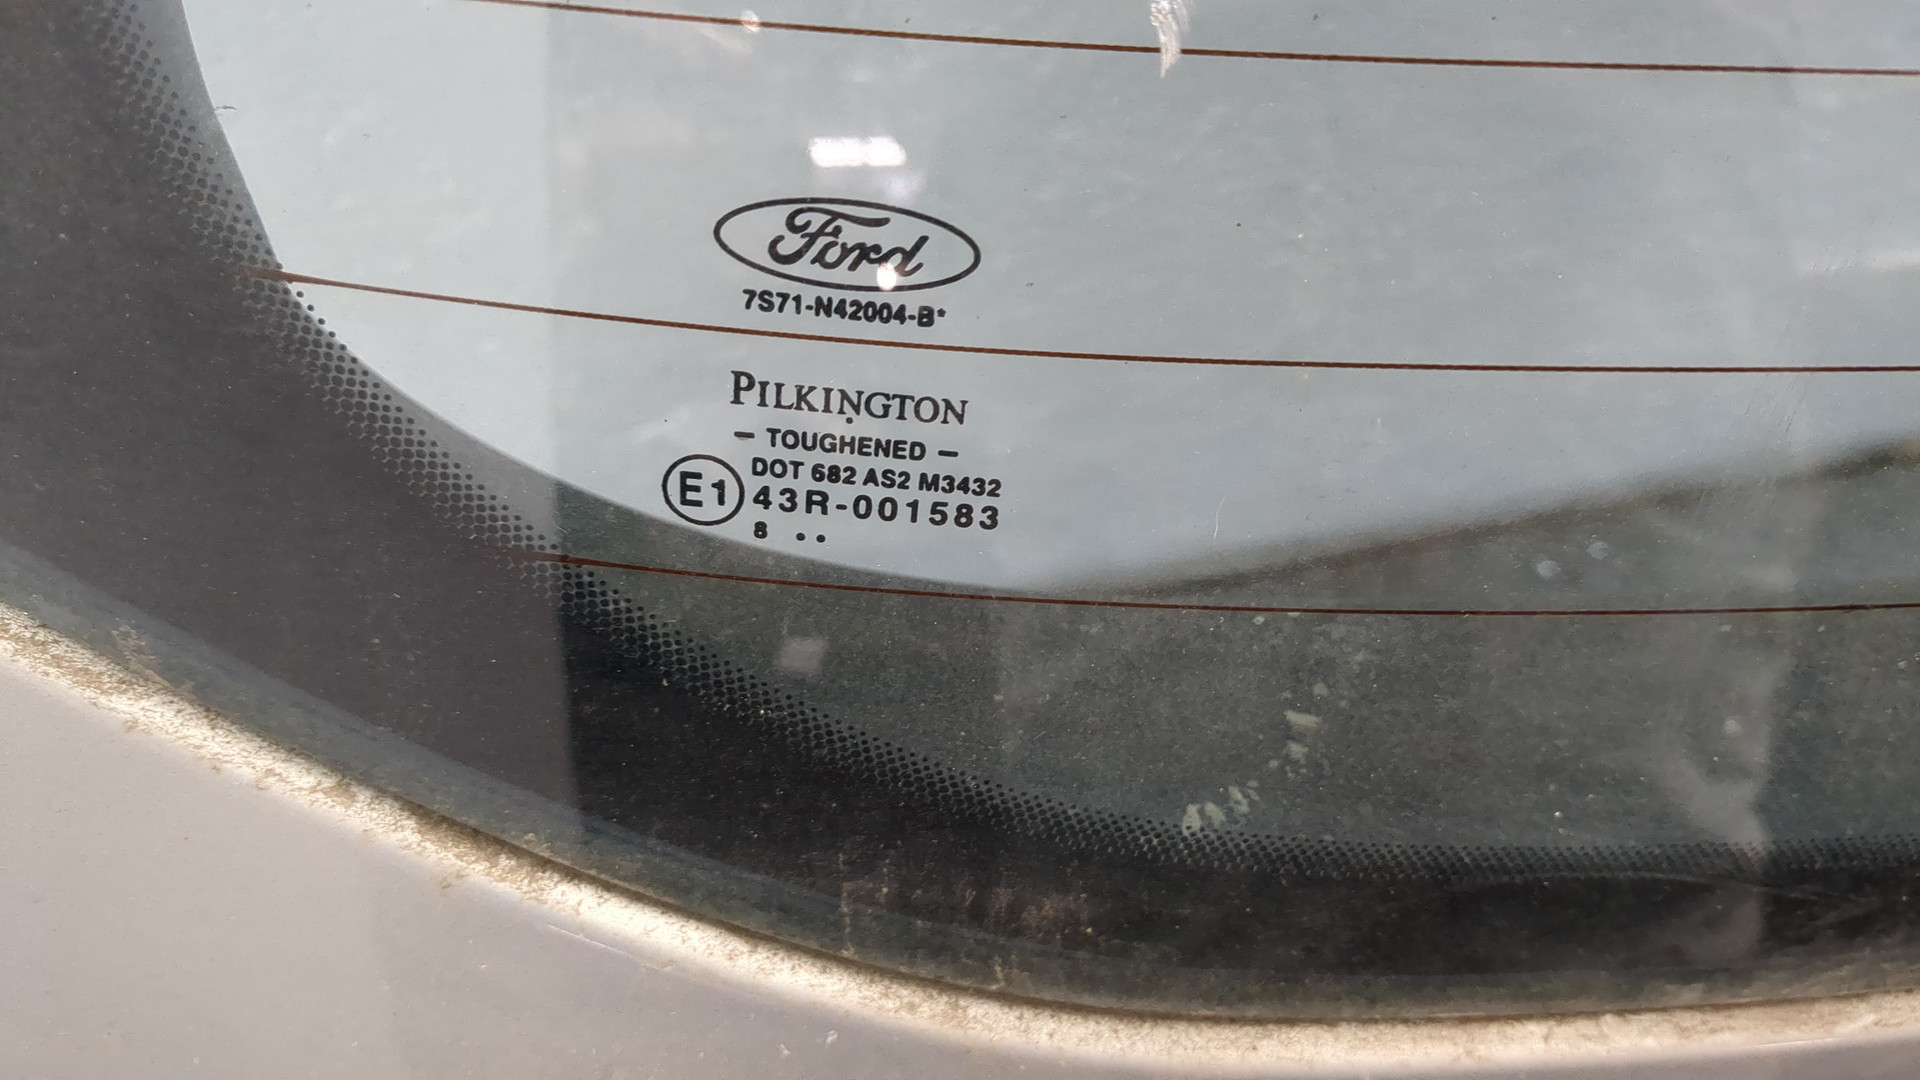 Ford
7S71-N42004-B*
PILKINGTON
- TOUGHENED -
DOT 682 AS2 M3432
E1 43R-001583
8 ..